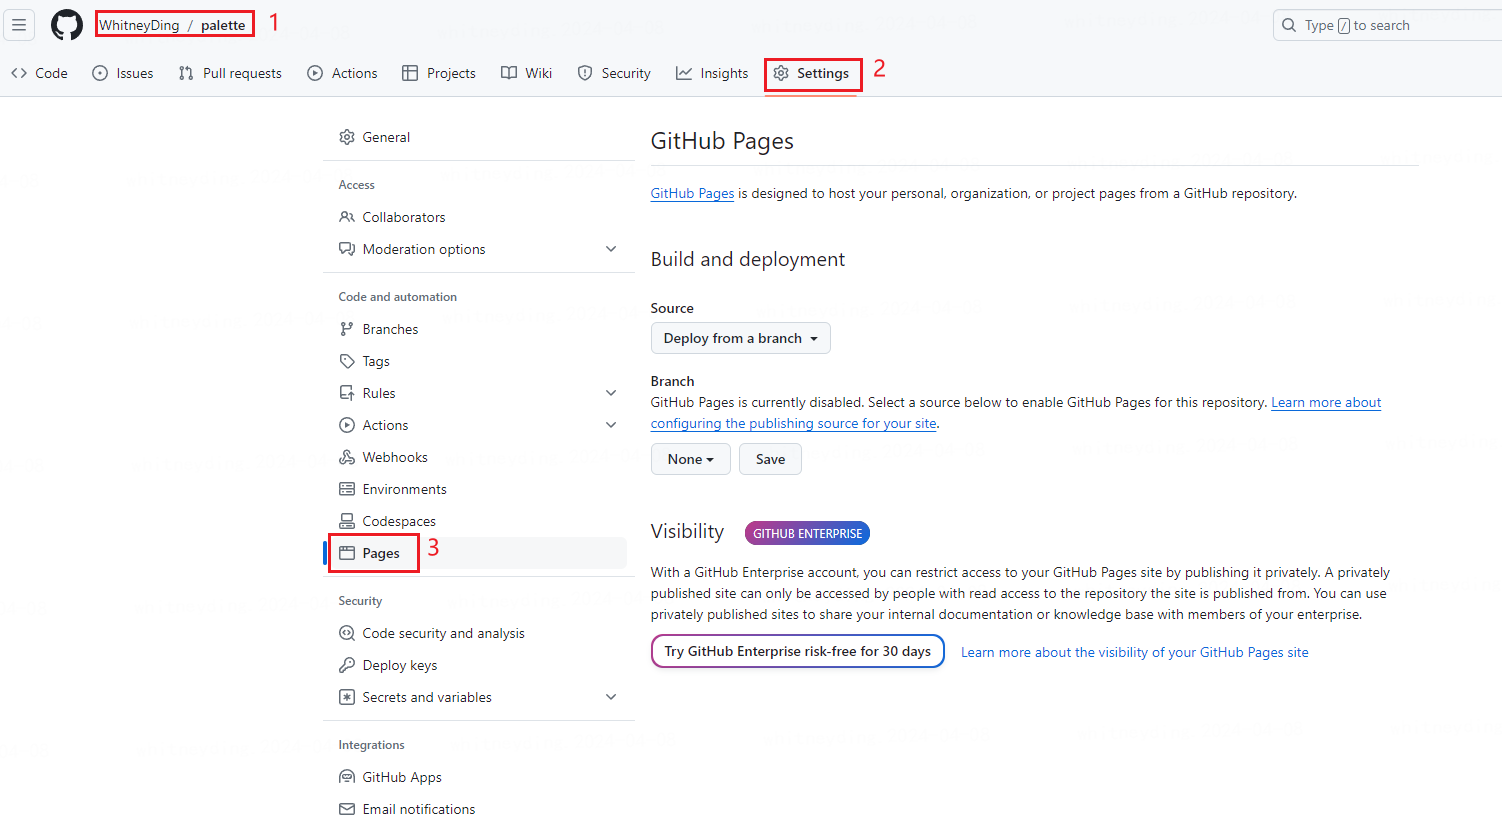 WhitneyDing / palette 1
Type / to search
Code Issues Pull requests Actions Projects Wiki Security Insights Settings 2
General
Access
Collaborators
Moderation options
Code and automation
Branches
Tags
Rules
Actions
Webhooks
Environments
Codespaces
Pages 3
Security
Code security and analysis
Deploy keys
Secrets and variables
Integrations
GitHub Apps
Email notifications
GitHub Pages
GitHub Pages is designed to host your personal, organization, or project pages from a GitHub repository.
Build and deployment
Source
Deploy from a branch
Branch
GitHub Pages is currently disabled. Select a source below to enable GitHub Pages for this repository. Learn more about
configuring the publishing source for your site.
None Save
Visibility GITHUB ENTERPRISE
With a GitHub Enterprise account, you can restrict access to your GitHub Pages site by publishing it privately. A privately
published site can only be accessed by people with read access to the repository the site is published from. You can use
privately published sites to share your internal documentation or knowledge base with members of your enterprise.
Try GitHub Enterprise risk-free for 30 days Learn more about the visibility of your GitHub Pages site